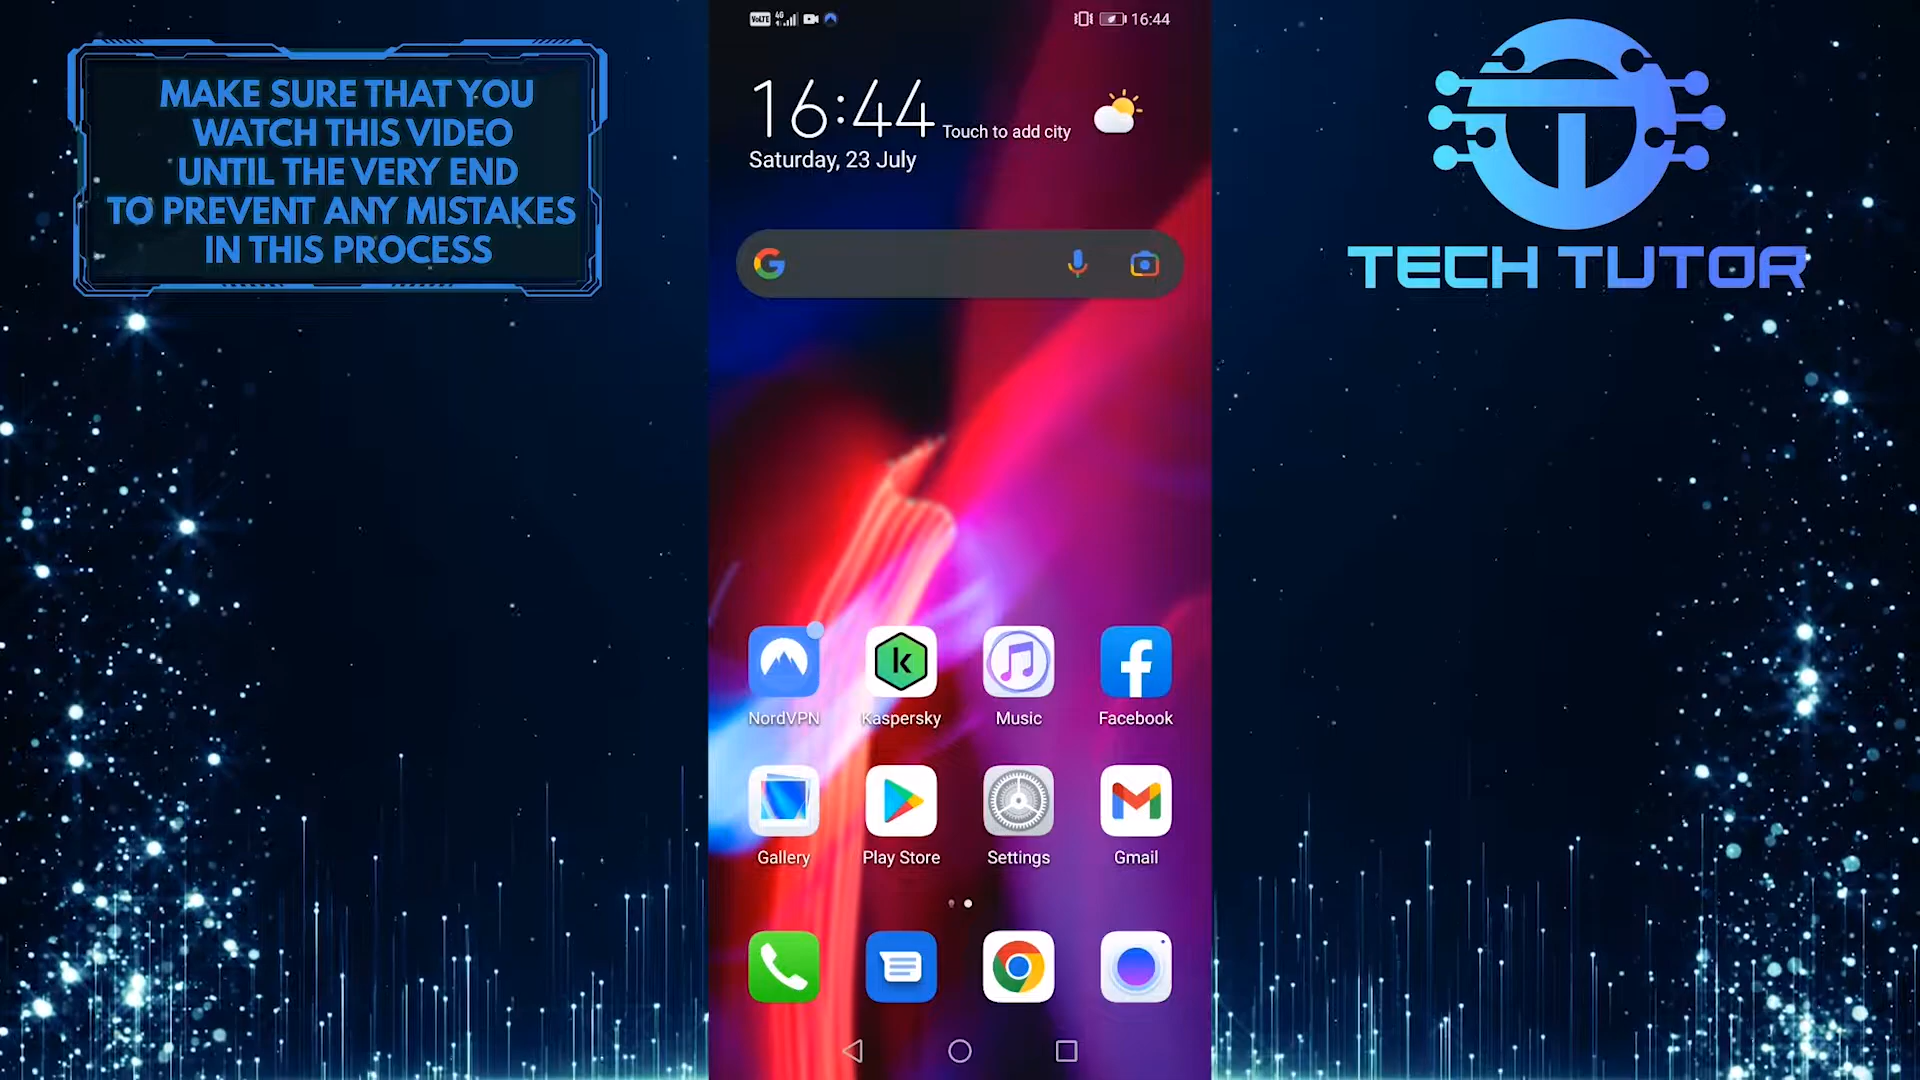 MAKE SURE THAT YOU
WATCH THIS VIDEO
UNTIL THE VERY END
TO PREVENT ANY MISTAKES
IN THIS PROCESS
VoLTE 4G 16:44
16:44 Touch to add city
Saturday, 23 July
TECH TUTOR
NordVPN Kaspersky Music Facebook
Gallery Play Store Settings Gmail